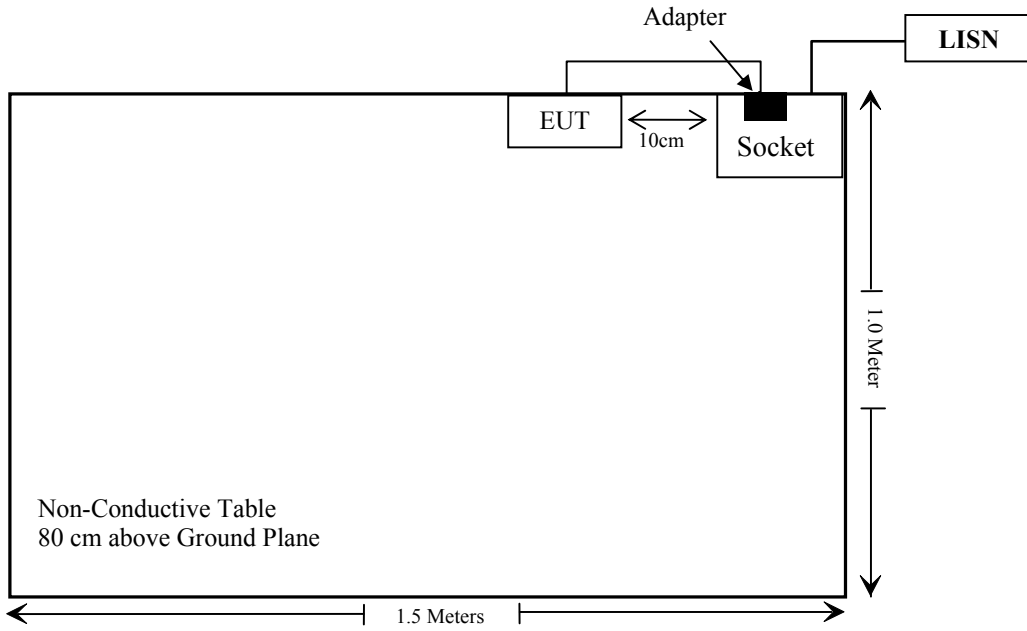 Adapter
LISN
EUT
10cm
Socket
1.0 Meter
Non-Conductive Table
80 cm above Ground Plane
1.5 Meters